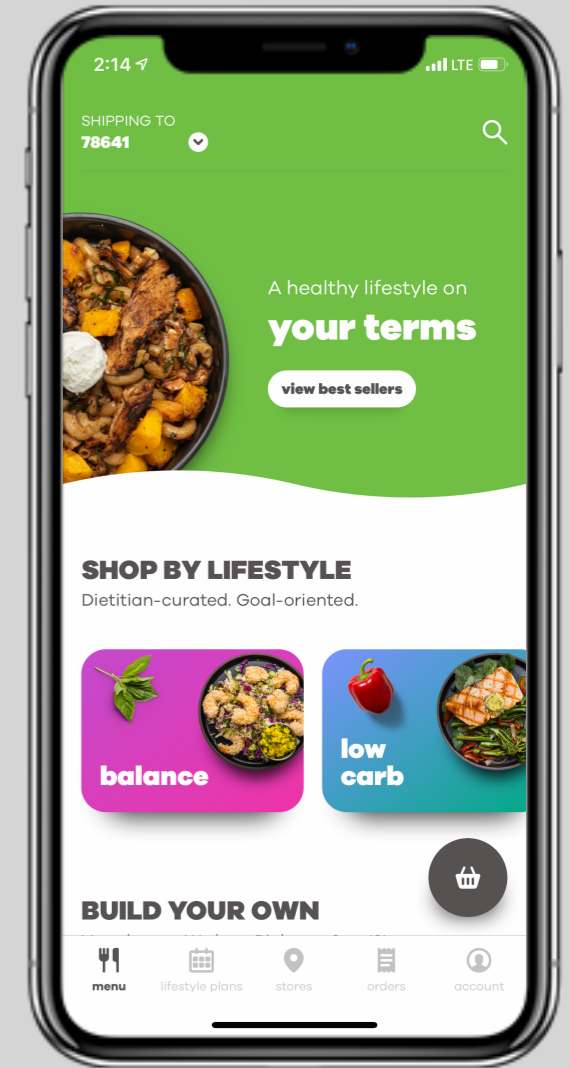 2:14
LTE
SHIPPING TO
78641
A healthy lifestyle on
your terms
view best sellers
SHOP BY LIFESTYLE
Dietitian-curated. Goal-oriented.
balance
low
carb
BUILD YOUR OWN
menu
lifestyle plans
stores
orders
account